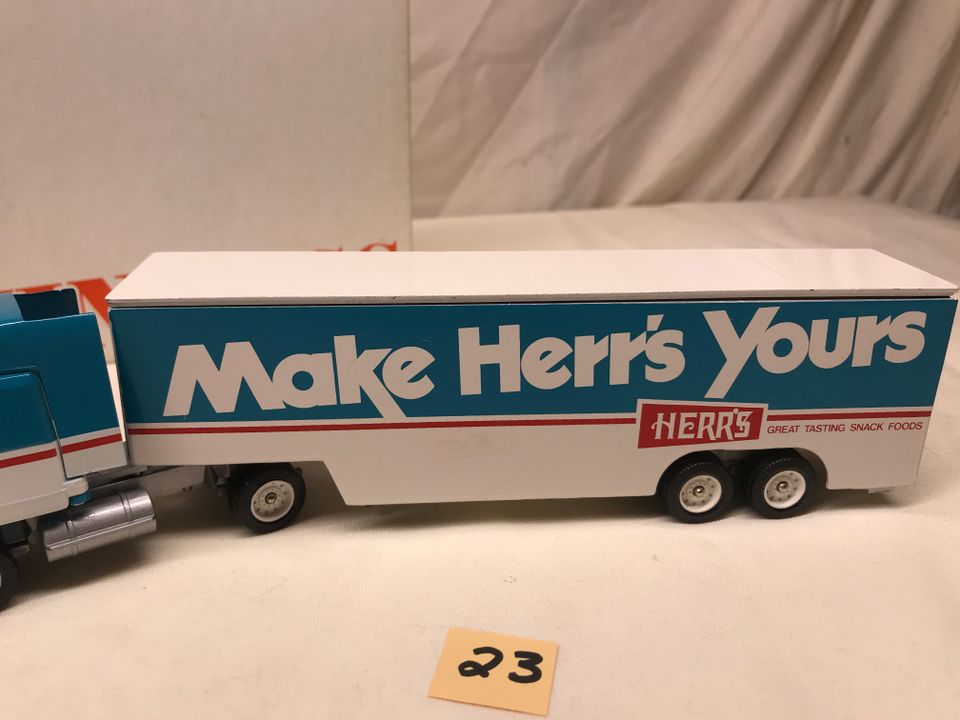 Make Herr's Yours
HERR'S
GREAT TASTING SNACK FOODS
23